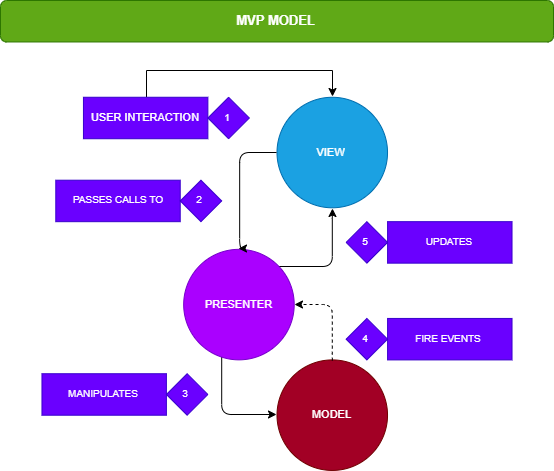 MVP MODEL
USER INTERACTION
1
VIEW
PASSES CALLS TO
2
5
UPDATES
PRESENTER
4
FIRE EVENTS
MANIPULATES
3
MODEL